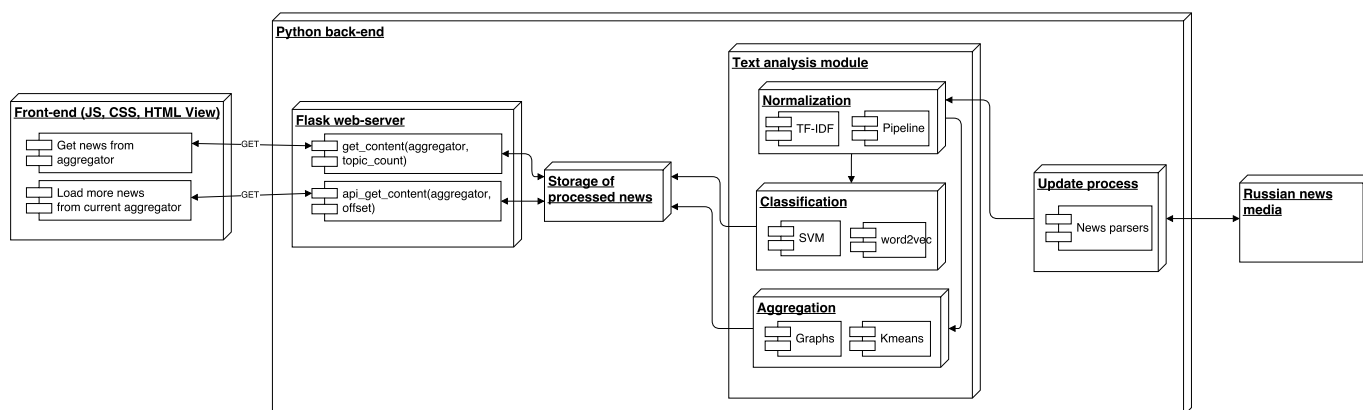 Python back-end
Front-end (JS, CSS, HTML View)
Get news from
aggregator
Load more news
from current aggregator
GET
GET
Flask web-server
get_content(aggregator,
topic_count)
api_get_content(aggregator,
offset)
Storage of
processed news
Text analysis module
Normalization
TF-IDF
Pipeline
Classification
SVM
word2vec
Aggregation
Graphs
Kmeans
Update process
News parsers
Russian news
media